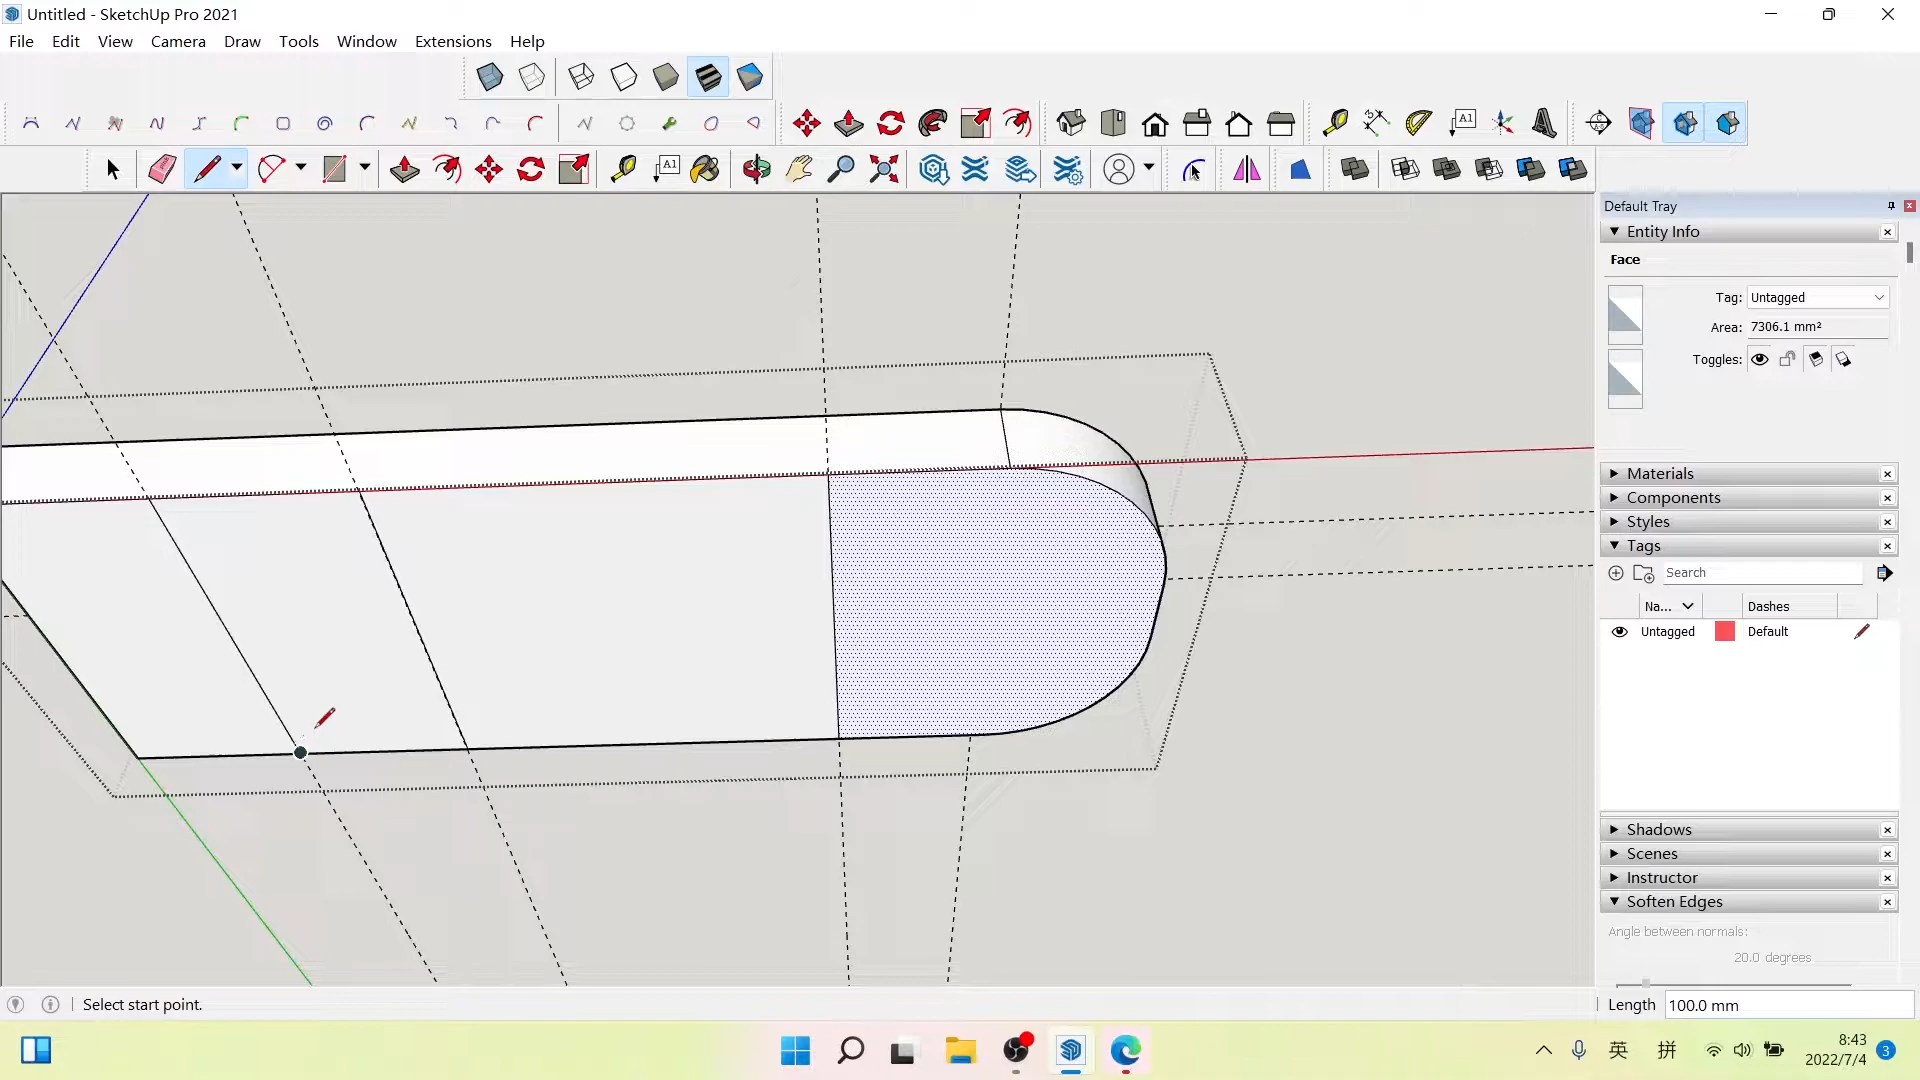 Untitled - SketchUp Pro 2021
File Edit View Camera Draw Tools Window Extensions Help
A1
A1
Default Tray
Entity Info
Face
Tag: Untagged
Area: 7306.1 mm²
Toggles:
Materials
Components
Styles
Tags
Search
Na... Dashes
Untagged Default
Shadows
Scenes
Instructor
Soften Edges
Angle between normals:
20.0 degrees
Select start point.
Length 100.0 mm
英 拼
8:43
2022/7/4
3